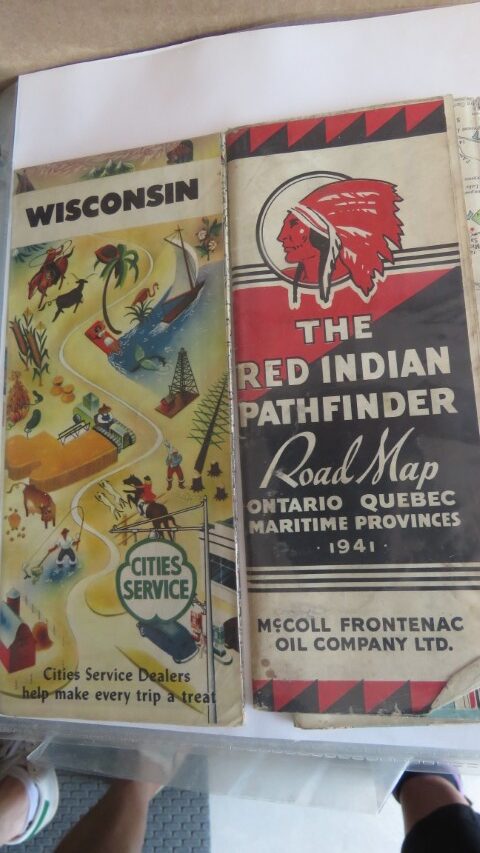 WISCONSIN
CITIES
SERVICE
Cities Service Dealers
help make every trip a treat
THE
RED INDIAN
PATHFINDER
Road Map
ONTARIO QUEBEC
MARITIME PROVINCES
· 1941 ·
McCOLL FRONTENAC
OIL COMPANY LTD.